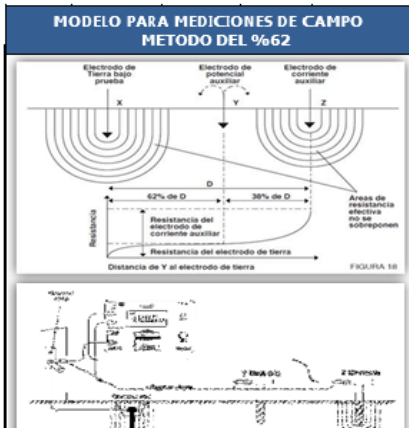 MODELO PARA MEDICIONES DE CAMPO
METODO DEL %62
Electrodo de
Tierra bajo
prueba
Electrodo de
potencial
auxiliar
Electrodo de
corriente
auxiliar
X
Y
Z
D
62% de D
38% de D
Resistencia
Resistencia del
electrodo de
corriente auxiliar
Resistencia del electrodo de tierra
Áreas de
resistencia
efectiva
no se
sobreponen
Distancia de Y al electrodo de tierra
FIGURA 18